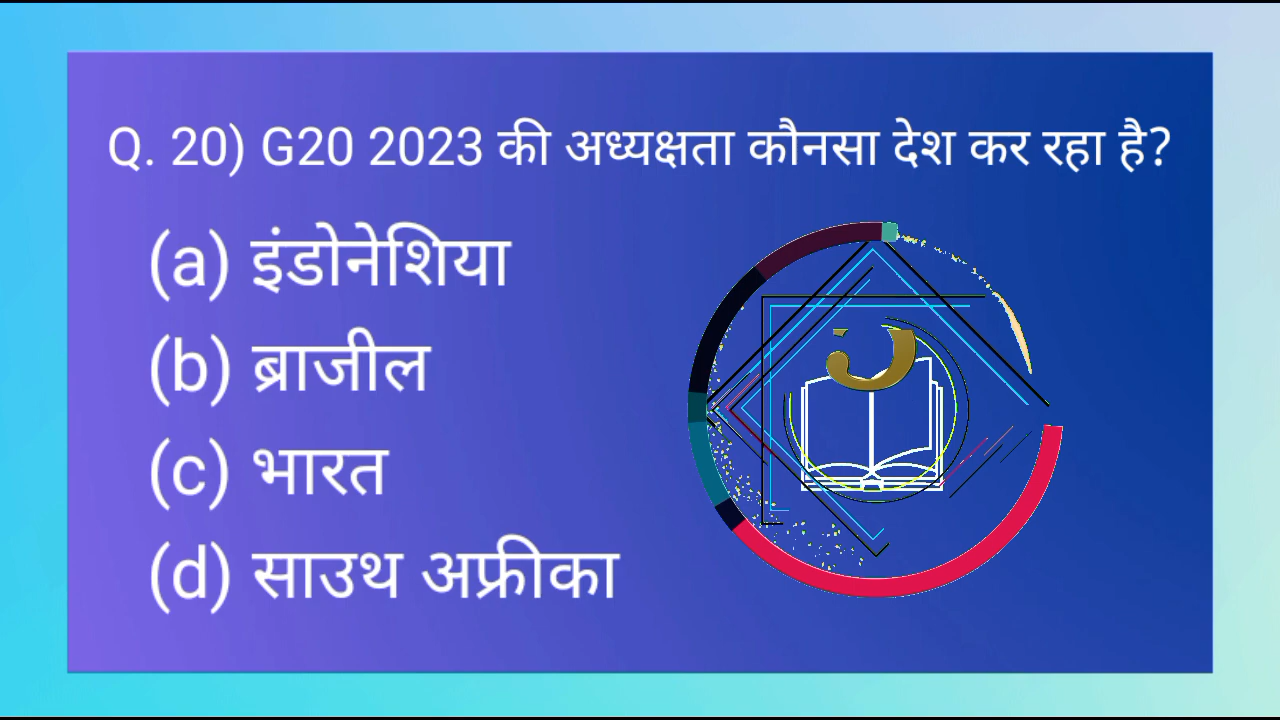 Q. 20) G20 2023 की अध्यक्षता कौनसा देश कर रहा है?
(a) इंडोनेशिया
(b) ब्राजील
(c) भारत
(d) साउथ अफ्रीका